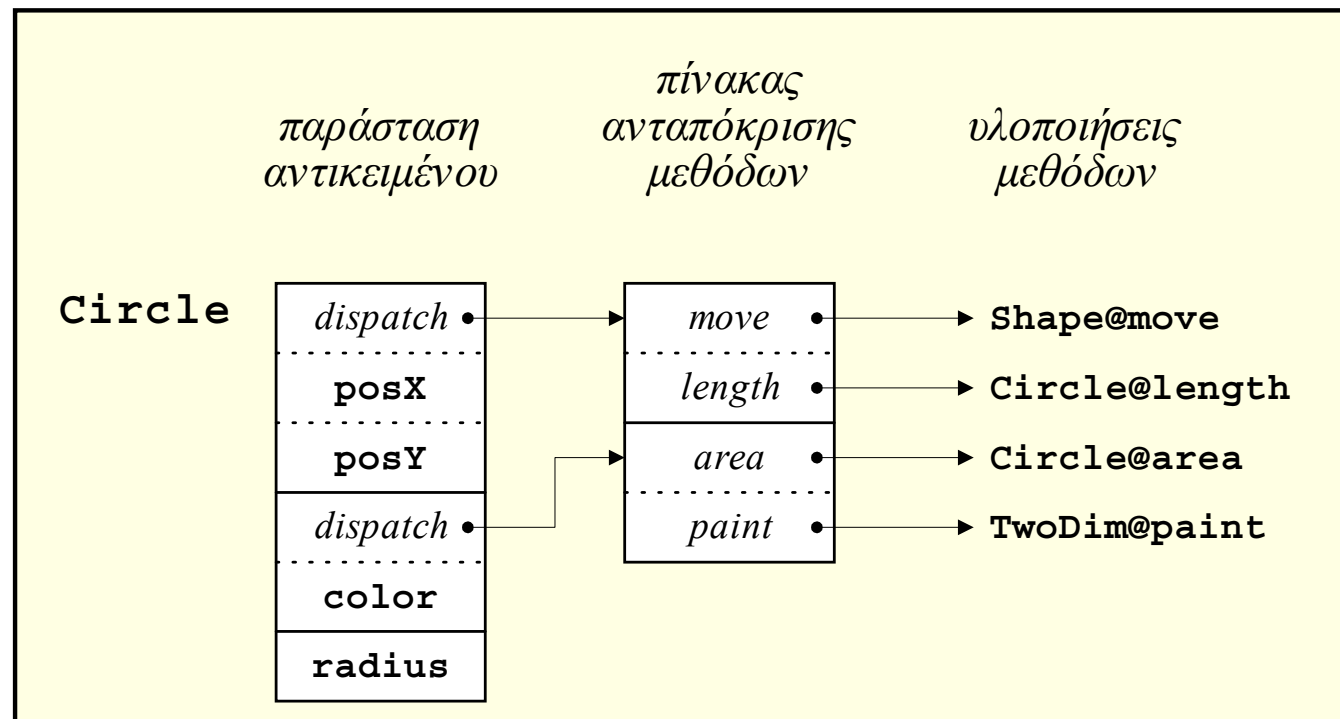 παράσταση
αντικειμένου
πίνακας
ανταπόκρισης
μεθόδων
υλοποιήσεις
μεθόδων
Circle
dispatch
posX
posY
dispatch
color
radius
move
length
area
paint
Shape@move
Circle@length
Circle@area
TwoDim@paint